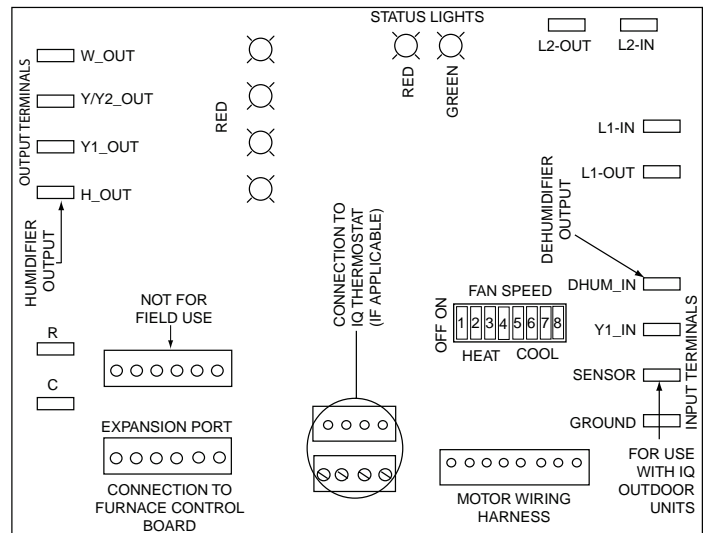 STATUS LIGHTS
RED
GREEN
L2-OUT
L2-IN
OUTPUT TERMINALS
W_OUT
Y/Y2_OUT
Y1_OUT
H_OUT
RED
L1-IN
L1-OUT
HUMIDIFIER
OUTPUT
CONNECTION TO
IQ THERMOSTAT
(IF APPLICABLE)
DEHUMIDIFIER
OUTPUT
NOT FOR
FIELD USE
R
C
OFF ON
FAN SPEED
1 2 3 4 5 6 7 8
HEAT
COOL
DHUM_IN
Y1_IN
SENSOR
GROUND
INPUT TERMINALS
EXPANSION PORT
CONNECTION TO
FURNACE CONTROL
BOARD
MOTOR WIRING
HARNESS
FOR USE
WITH IQ
OUTDOOR
UNITS